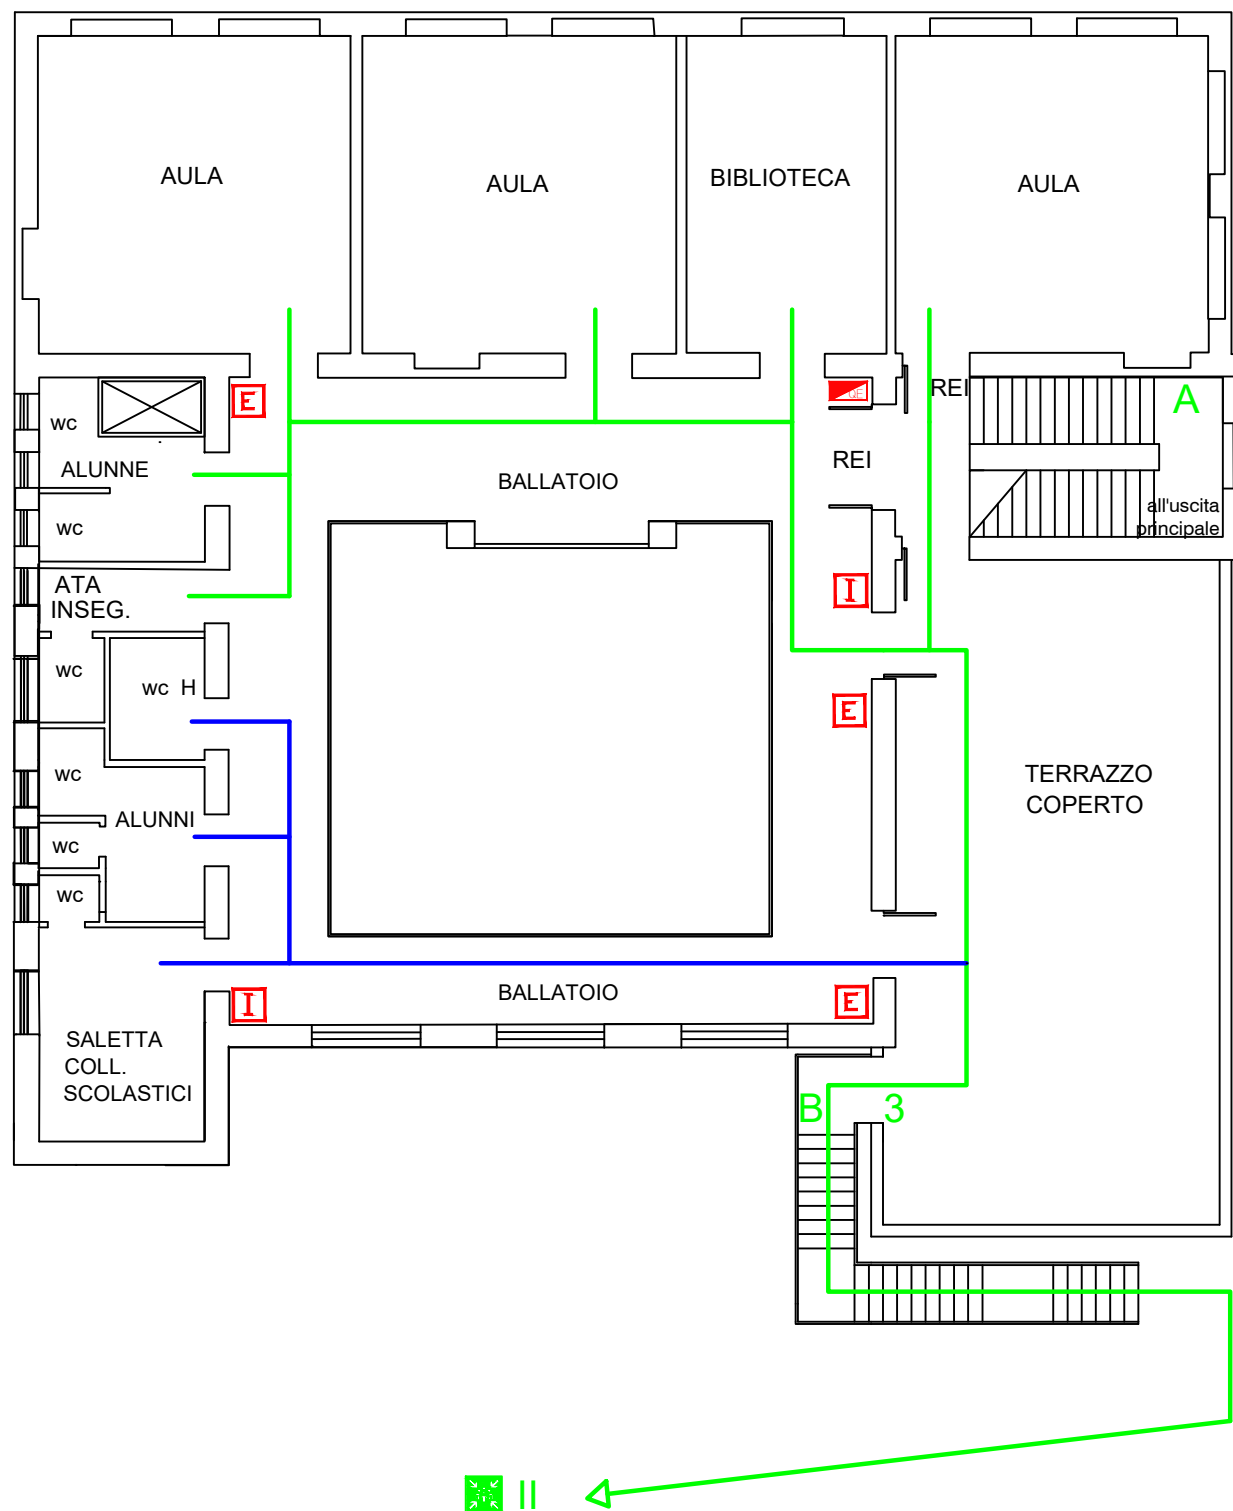 AULA
AULA
BIBLIOTECA
AULA
E
QE
REI
A
wc
ALUNNE
REI
BALLATOIO
wc
all'uscita
principale
ATA
INSEG.
I
wc
wc H
E
wc
TERRAZZO
COPERTO
ALUNNI
wc
wc
I
BALLATOIO
E
SALETTA
COLL.
SCOLASTICI
B 3
II